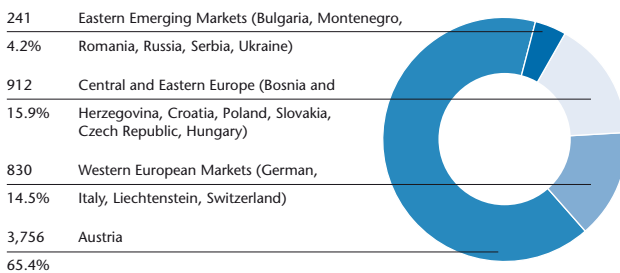 241 Eastern Emerging Markets (Bulgaria, Montenegro,
4.2% Romania, Russia, Serbia, Ukraine)
912 Central and Eastern Europe (Bosnia and
15.9% Herzegovina, Croatia, Poland, Slovakia,
Czech Republic, Hungary)
830 Western European Markets (German,
14.5% Italy, Liechtenstein, Switzerland)
3,756 Austria
65.4%